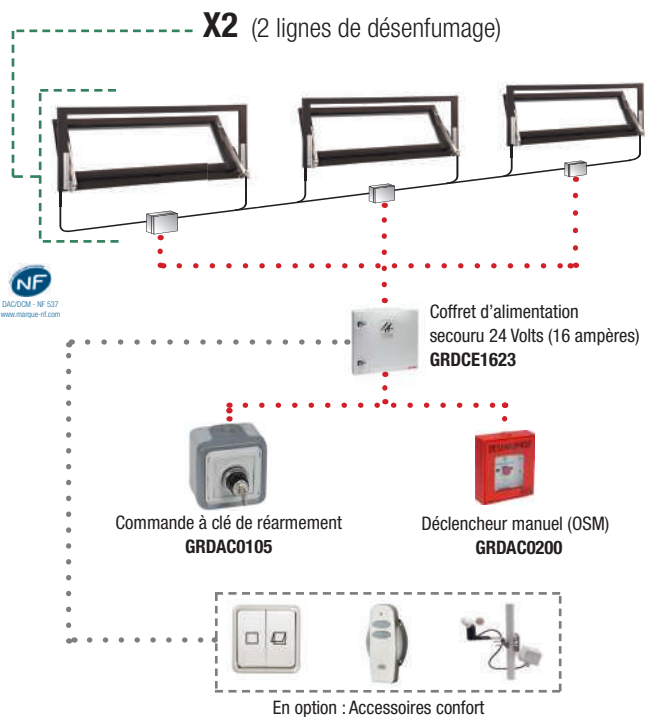 X2 (2 lignes de désenfumage)
NF
DAC/DCM - NF 537
www.marque-nf.com
Coffret d'alimentation
secouru 24 Volts (16 ampères)
GRDCE1623
Commande à clé de réarmement
GRDAC0105
Déclencheur manuel (OSM)
GRDAC0200
En option : Accessoires confort